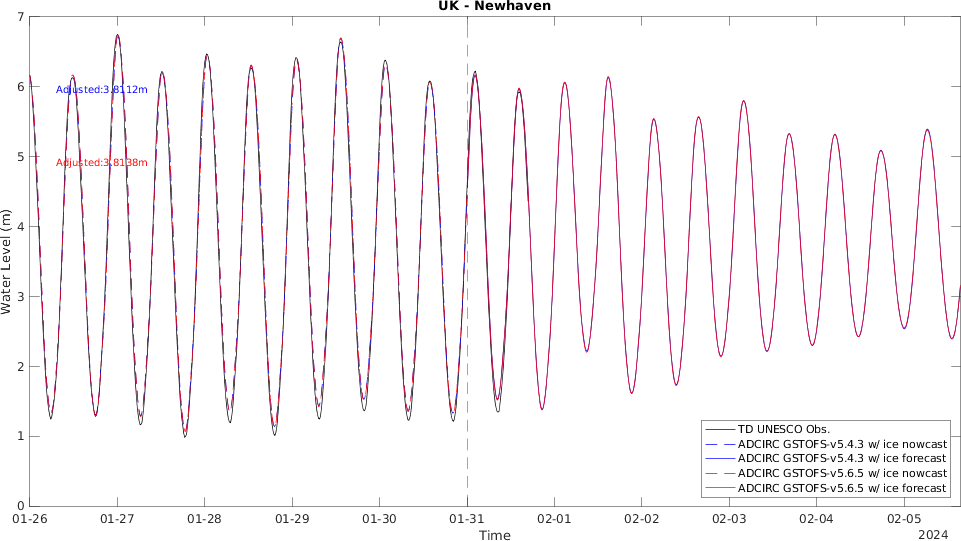 UK - Newhaven
7
6
5
4
3
2
1
0
Water Level (m)
Adjusted:3.8112m
Adjusted:3.8138m
TD UNESCO Obs.
ADCIRC GSTOFS-v5.4.3 w/ ice nowcast
ADCIRC GSTOFS-v5.4.3 w/ ice forecast
ADCIRC GSTOFS-v5.6.5 w/ ice nowcast
ADCIRC GSTOFS-v5.6.5 w/ ice forecast
01-26 01-27 01-28 01-29 01-30 01-31 02-01 02-02 02-03 02-04 02-05
Time
2024